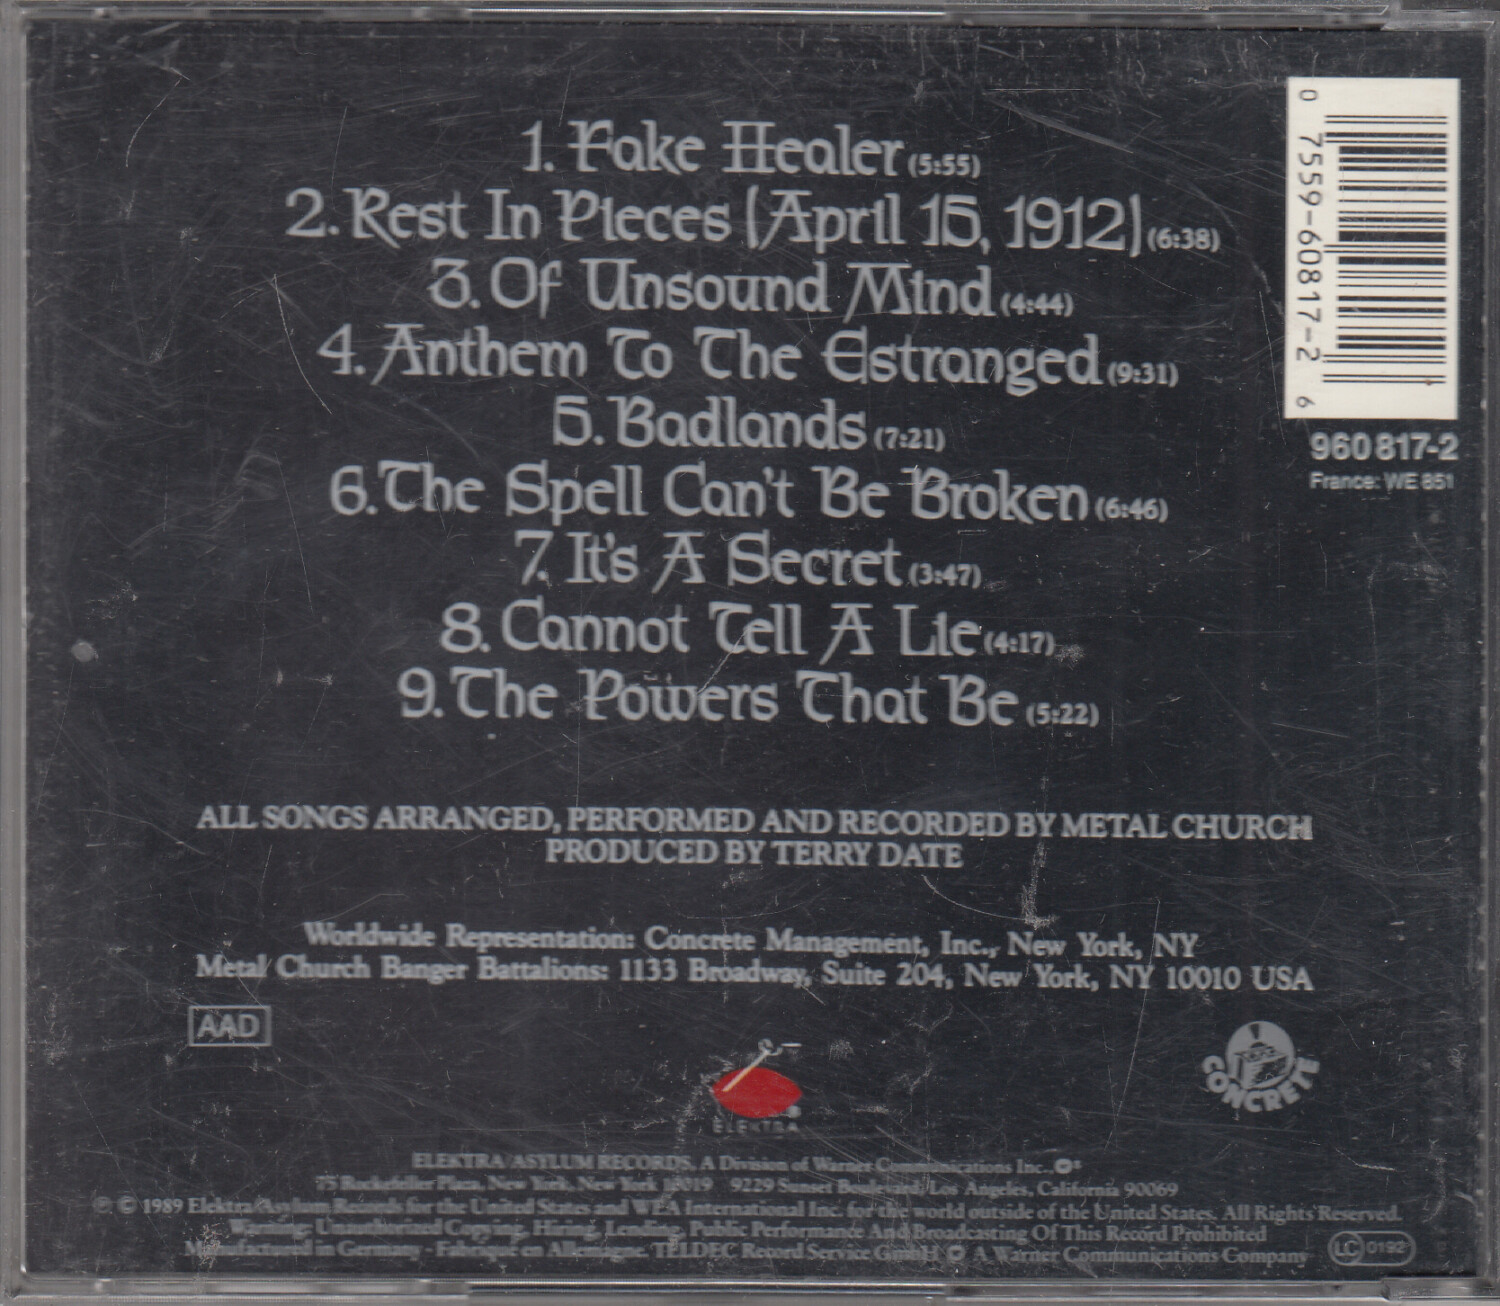 1. Fake Healer (5:55)
2. Rest In Pieces (April 15, 1912) (6:38)
3. Of Unsound Mind (4:44)
4. Anthem To The Estranged (9:31)
5. Badlands (7:21)
6. The Spell Can't Be Broken (6:46)
7. It's A Secret (3:47)
8. Cannot Tell A Lie (4:17)
9. The Powers That Be (5:22)
0 7559-60817-2 6
960 817-2
France: WE 851
ALL SONGS ARRANGED, PERFORMED AND RECORDED BY METAL CHURCH
PRODUCED BY TERRY DATE
Worldwide Representation: Concrete Management, Inc., New York, NY
Metal Church Banger Battalions: 1133 Broadway, Suite 204, New York, NY 10010 USA
AAD
ELEKTRA
CONCRETE
ELEKTRA/ASYLUM RECORDS, A Division of Warner Communications Inc.
75 Rockefeller Plaza, New York, New York 10019 9229 Sunset Boulevard, Los Angeles, California 90069
℗ © 1989 Elektra/Asylum Records for the United States and WEA International Inc. for the world outside of the United States. All Rights Reserved.
Warning: Unauthorized Copying, Hiring, Lending, Public Performance And Broadcasting Of This Record Prohibited
Manufactured in Germany · Fabriqué en Allemagne. TELDEC Record Service GmbH A Warner Communications Company
LC 0192